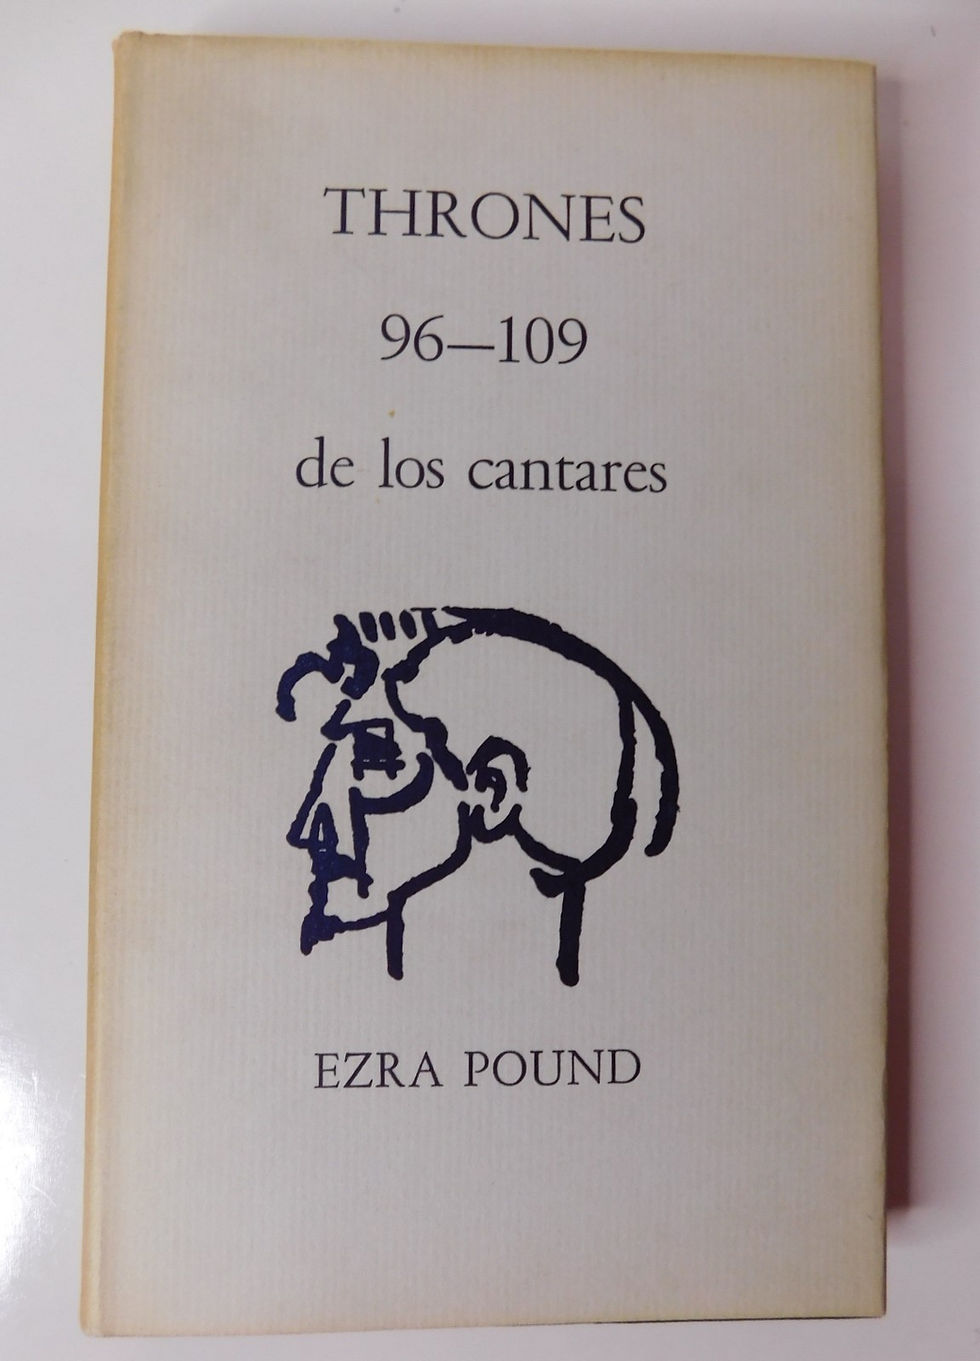 THRONES
96—109
de los cantares
EZRA POUND